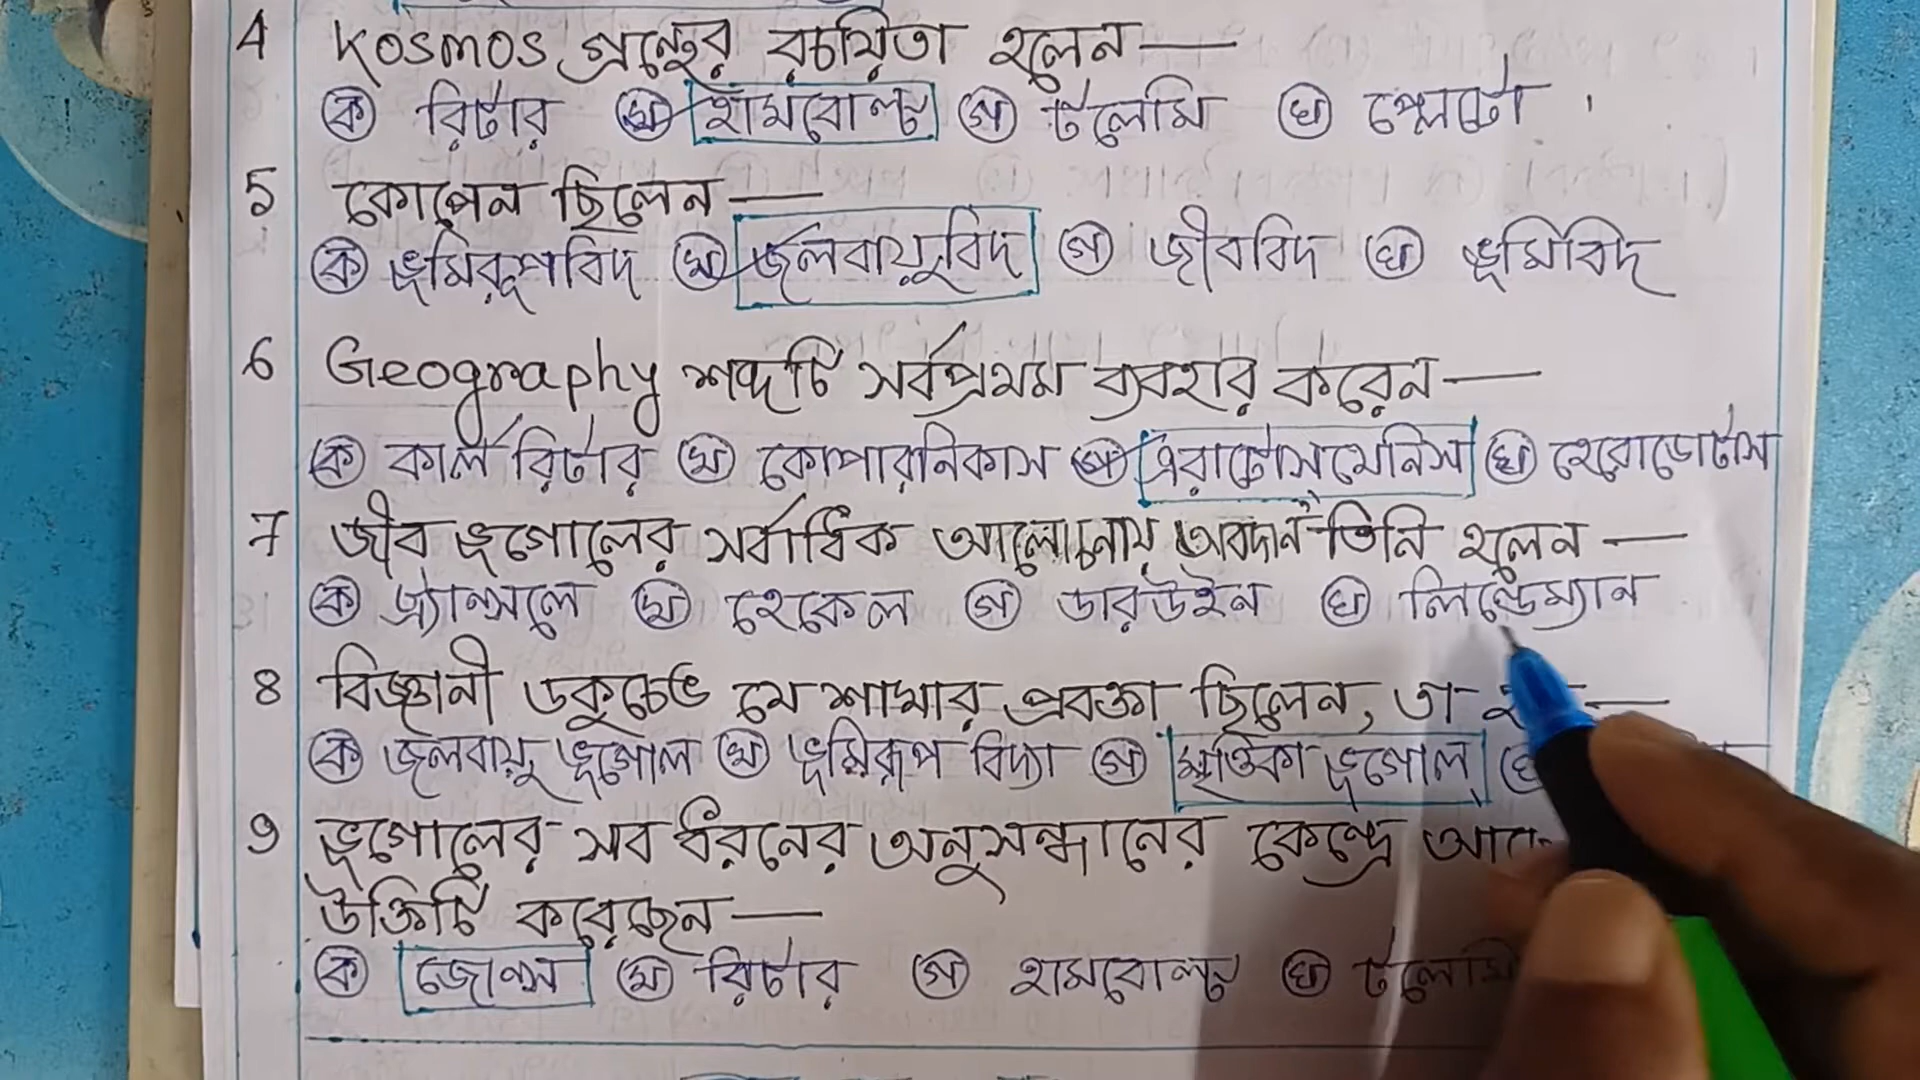 4 Kosmos গ্রন্থের রচয়িতা হলেন —
ক রিটার খ হামবোল্ট গ টলেমি ঘ প্লেটো
5 কোপেন ছিলেন —
ক ভূমিরূপবিদ খ জলবায়ুবিদ গ জীববিদ ঘ ভূমিবিদ
6 Geography শব্দটি সর্বপ্রথম ব্যবহার করেন —
ক কার্ল রিটার খ কোপারনিকাস গ এরাটোসথেনিস ঘ হেরোডোটাস
7 জীব ভূগোলের সর্বাধিক আলোচনায় অবদান তিনি হলেন —
ক অ্যান্সলে খ হেকেল গ ডারউইন ঘ লিন্ডেম্যান
8 বিজ্ঞানী ডকুচেভ যে শাখার প্রবক্তা ছিলেন, তা —
ক জলবায়ু ভূগোল খ ভূমিরূপ বিদ্যা গ মৃত্তিকা ভূগোল ঘ
9 ভূগোলের সব ধরনের অনুসন্ধানের কেন্দ্রে
উক্তিটি করেছেন —
ক জোন্স খ রিটার গ হামবোল্ট ঘ টলেমি